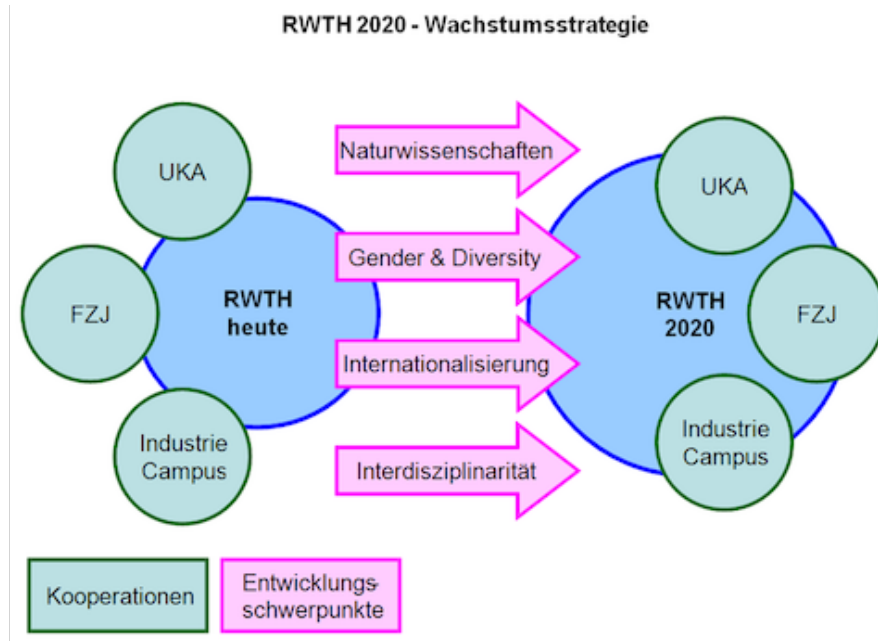 RWTH 2020 - Wachstumsstrategie
UKA
FZJ
Industrie
Campus
RWTH
heute
Naturwissenschaften
Gender & Diversity
Internationalisierung
Interdisziplinarität
UKA
RWTH
2020
FZJ
Industrie
Campus
Kooperationen
Entwicklungs-
schwerpunkte